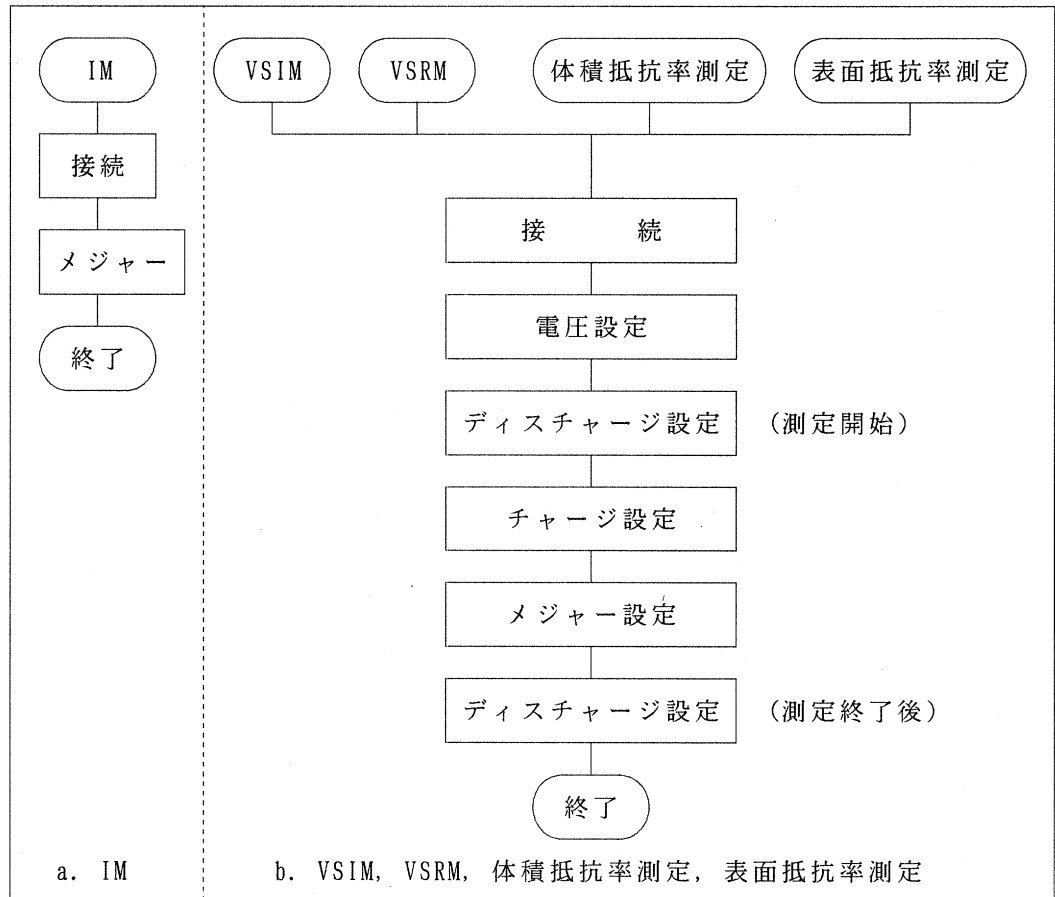 IM
接続
メジャー
終了
a. IM
VSIM
VSRM
体積抵抗率測定
表面抵抗率測定
接 続
電圧設定
ディスチャージ設定 (測定開始)
チャージ設定
メジャー設定
ディスチャージ設定 (測定終了後)
終了
b. VSIM, VSRM, 体積抵抗率測定, 表面抵抗率測定